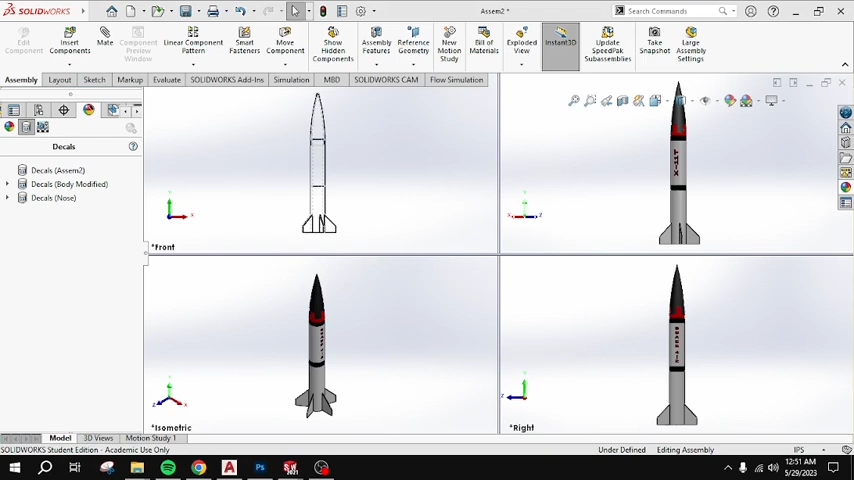 SOLIDWORKS
Assem2 *
Search Commands
Edit Component
Insert Components
Mate
Component Preview Window
Linear Component Pattern
Smart Fasteners
Move Component
Show Hidden Components
Assembly Features
Reference Geometry
New Motion Study
Bill of Materials
Exploded View
Instant3D
Update SpeedPak Subassemblies
Take Snapshot
Large Assembly Settings
Assembly Layout Sketch Markup Evaluate SOLIDWORKS Add-Ins Simulation MBD SOLIDWORKS CAM Flow Simulation
Decals
Decals (Assem2)
Decals (Body Modified)
Decals (Nose)
*Front
*Isometric
*Right
Model 3D Views Motion Study 1
SOLIDWORKS Student Edition - Academic Use Only
Under Defined Editing Assembly IPS
12:51 AM
5/29/2023